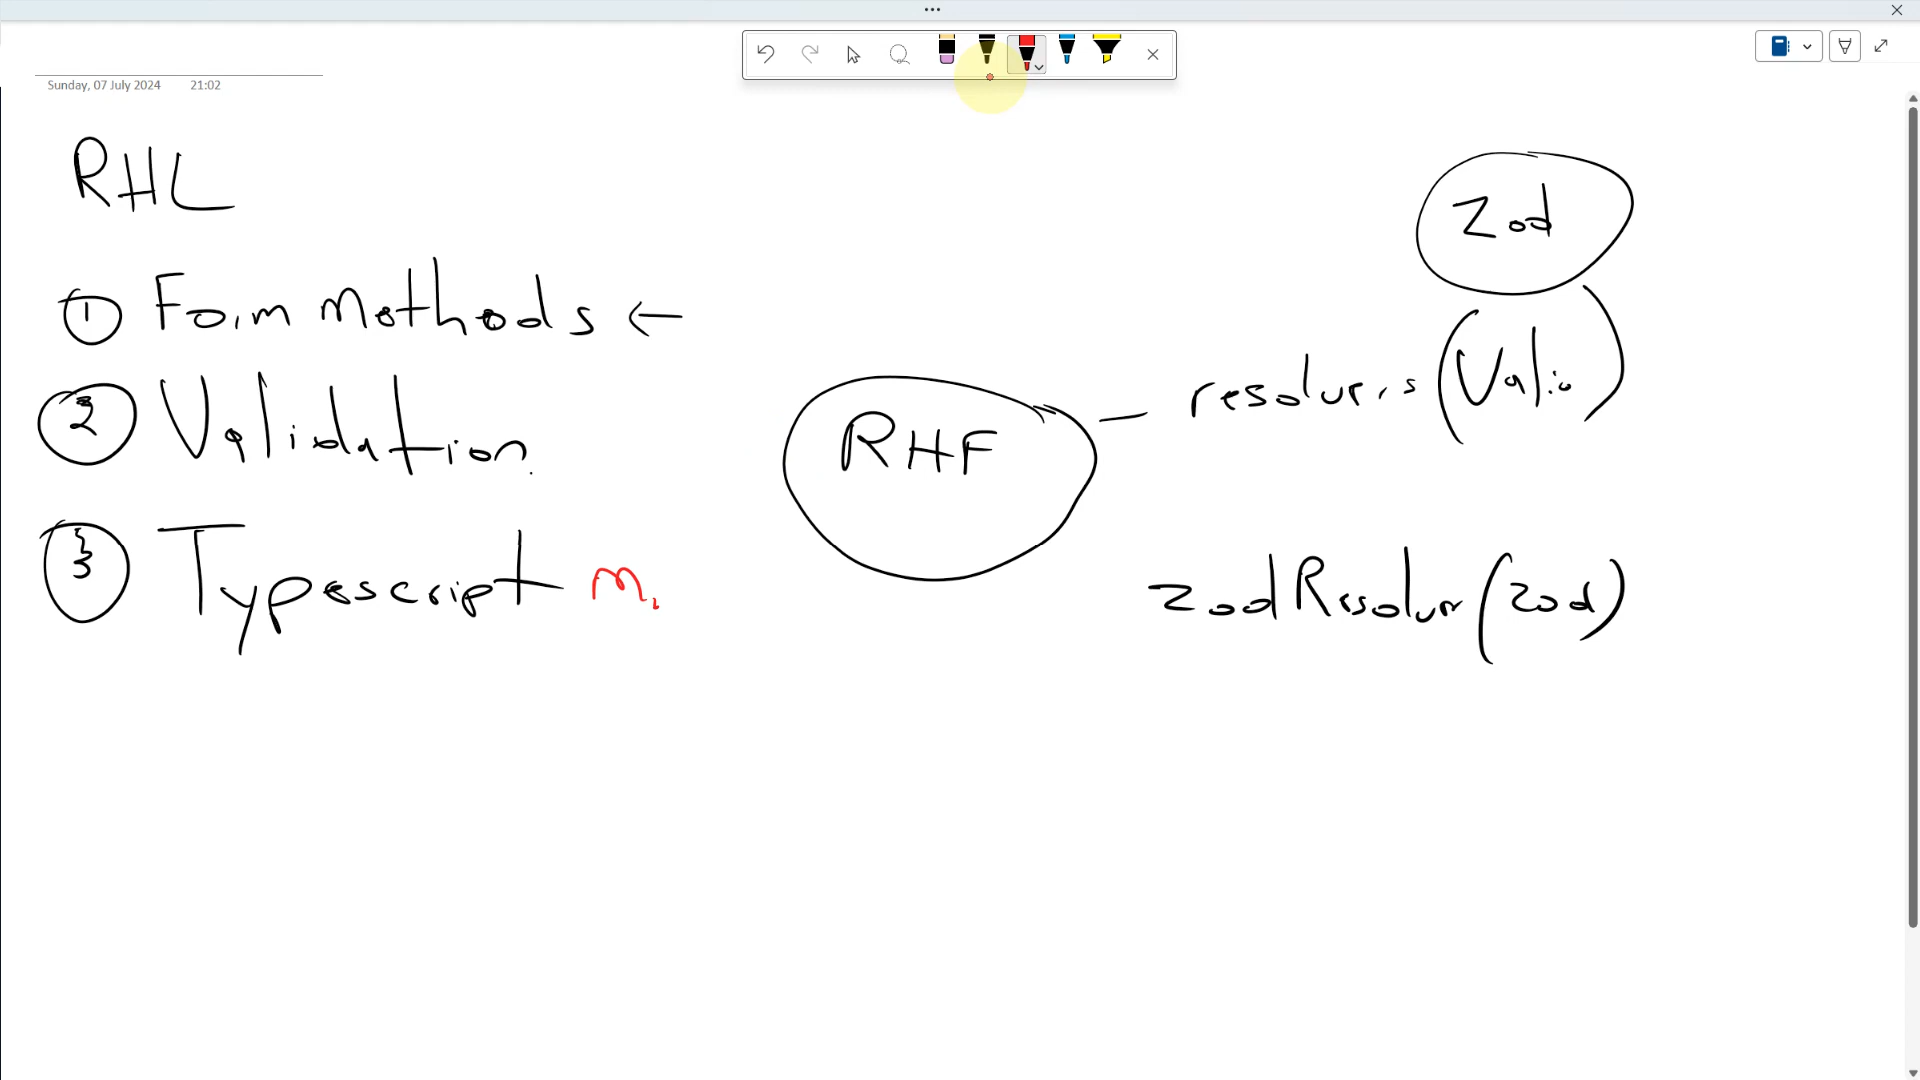 Sunday, 07 July 2024 21:02
RHL
1 Form Methods ←
2 Validation
3 Typescript m
Zod
RHF — resolvers (Valid)
zodResolver (zod)